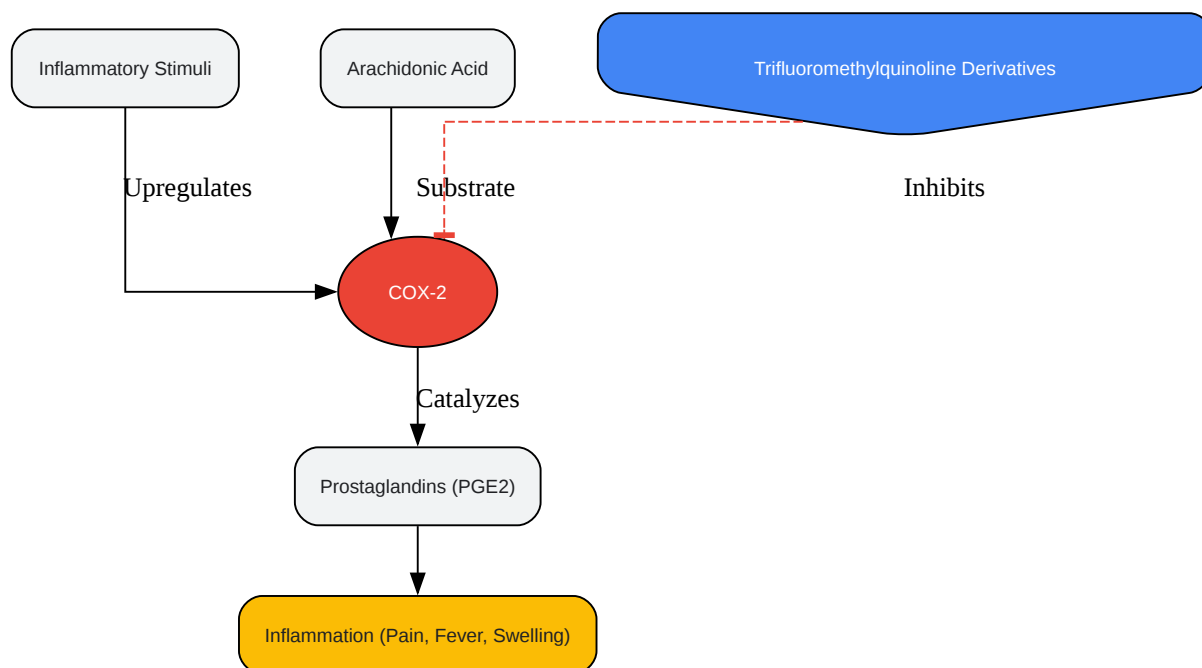 Inflammatory Stimuli
Arachidonic Acid
Trifluoromethylquinoline Derivatives
Upregulates
Substrate
Inhibits
COX-2
Catalyzes
Prostaglandins (PGE2)
Inflammation (Pain, Fever, Swelling)